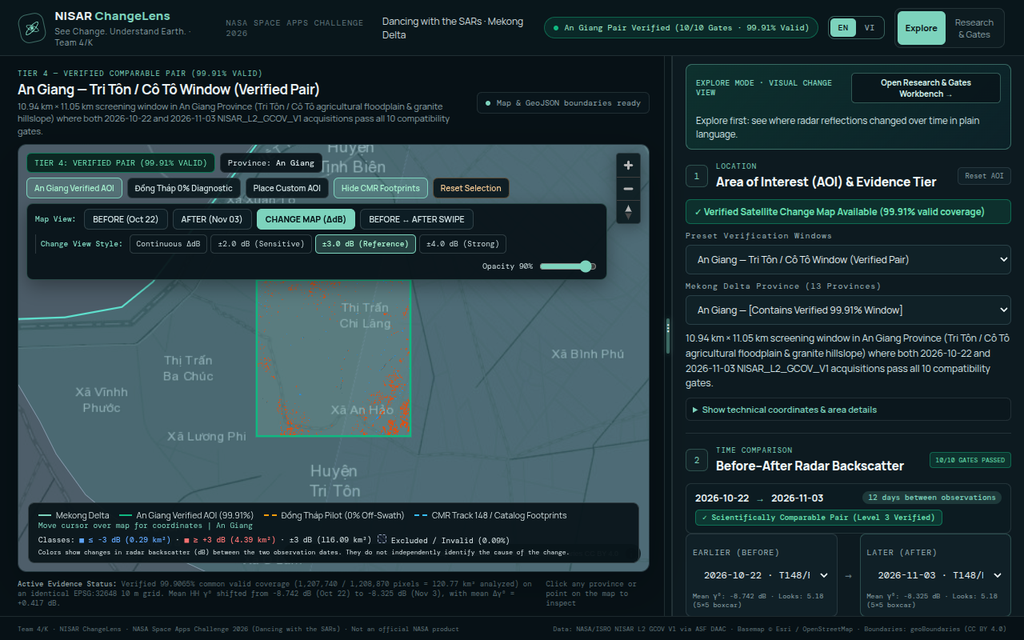 NISAR ChangeLens
See Change. Understand Earth. ·
Team 4/K
NASA SPACE APPS CHALLENGE
2026
Dancing with the SARs · Mekong
Delta
An Giang Pair Verified (10/10 Gates · 99.91% Valid)
EN
VI
Explore
Research
& Gates
TIER 4 — VERIFIED COMPARABLE PAIR (99.91% VALID)
An Giang — Tri Tôn / Cô Tô Window (Verified Pair)
10.94 km × 11.05 km screening window in An Giang Province (Tri Tôn / Cô Tô agricultural floodplain & granite
hillslope) where both 2026-10-22 and 2026-11-03 NISAR_L2_GCOV_V1 acquisitions pass all 10 compatibility
gates.
Map & GeoJSON boundaries ready
Huyện
Tịnh Biên
TIER 4: VERIFIED PAIR (99.91% VALID)
Province: An Giang
An Giang Verified AOI
Đồng Tháp 0% Diagnostic
Place Custom AOI
Hide CMR Footprints
Reset Selection
Map View:
BEFORE (Oct 22)
AFTER (Nov 03)
CHANGE MAP (ΔdB)
BEFORE ↔ AFTER SWIPE
Change View Style:
Continuous ΔdB
±2.0 dB (Sensitive)
±3.0 dB (Reference)
±4.0 dB (Strong)
Opacity 90%
Thị Trấn
Chi Lăng
Thị Trấn
Ba Chúc
Xã Bình Phú
Xã Vĩnh
Phước
Xã An Hảo
Xã Lương Phi
Huyện
Tri Tôn
Mekong Delta
An Giang Verified AOI (99.91%)
Đồng Tháp Pilot (0% Off-Swath)
CMR Track 148 / Catalog Footprints
Move cursor over map for coordinates | An Giang
Classes: ■ ≤ -3 dB (0.29 km²) · ■ ≥ +3 dB (4.39 km²) · ±3 dB (116.09 km²) Excluded / Invalid (0.09%)
Colors show changes in radar backscatter (dB) between the two observation dates. They do not independently identify the cause of the change.
Active Evidence Status: Verified 99.9065% common valid coverage (1,207,740 / 1,208,870 pixels = 120.77 km² analyzed) on
an identical EPSG:32648 10 m grid. Mean HH γ⁰ shifted from -8.742 dB (Oct 22) to -8.325 dB (Nov 3), with mean Δγ⁰ =
+0.417 dB.
Click any province or
point on the map to
inspect
EXPLORE MODE · VISUAL CHANGE
VIEW
Open Research & Gates
Workbench →
Explore first: see where radar reflections changed over time in plain
language.
1
LOCATION
Area of Interest (AOI) & Evidence Tier
Reset AOI
✓ Verified Satellite Change Map Available (99.91% valid coverage)
Preset Verification Windows
An Giang — Tri Tôn / Cô Tô Window (Verified Pair)
Mekong Delta Province (13 Provinces)
An Giang — [Contains Verified 99.91% Window]
10.94 km × 11.05 km screening window in An Giang Province (Tri Tôn / Cô Tô
agricultural floodplain & granite hillslope) where both 2026-10-22 and
2026-11-03 NISAR_L2_GCOV_V1 acquisitions pass all 10 compatibility
gates.
▶ Show technical coordinates & area details
2
TIME COMPARISON
Before–After Radar Backscatter
10/10 GATES PASSED
2026-10-22 → 2026-11-03
12 days between observations
✓ Scientifically Comparable Pair (Level 3 Verified)
EARLIER (BEFORE)
2026-10-22 · T148/
Mean γ⁰: -8.742 dB · Looks: 5.18
(5×5 boxcar)
→
LATER (AFTER)
2026-11-03 · T148/
Mean γ⁰: -8.325 dB · Looks: 5.18
(5×5 boxcar)
Team 4/K · NISAR ChangeLens · NASA Space Apps Challenge 2026 (Dancing with the SARs) · Not an official NASA product
Data: NASA/ISRO NISAR L2 GCOV V1 via ASF DAAC · Basemap © Esri / OpenStreetMap · Boundaries: geoBoundaries (CC BY 4.0)